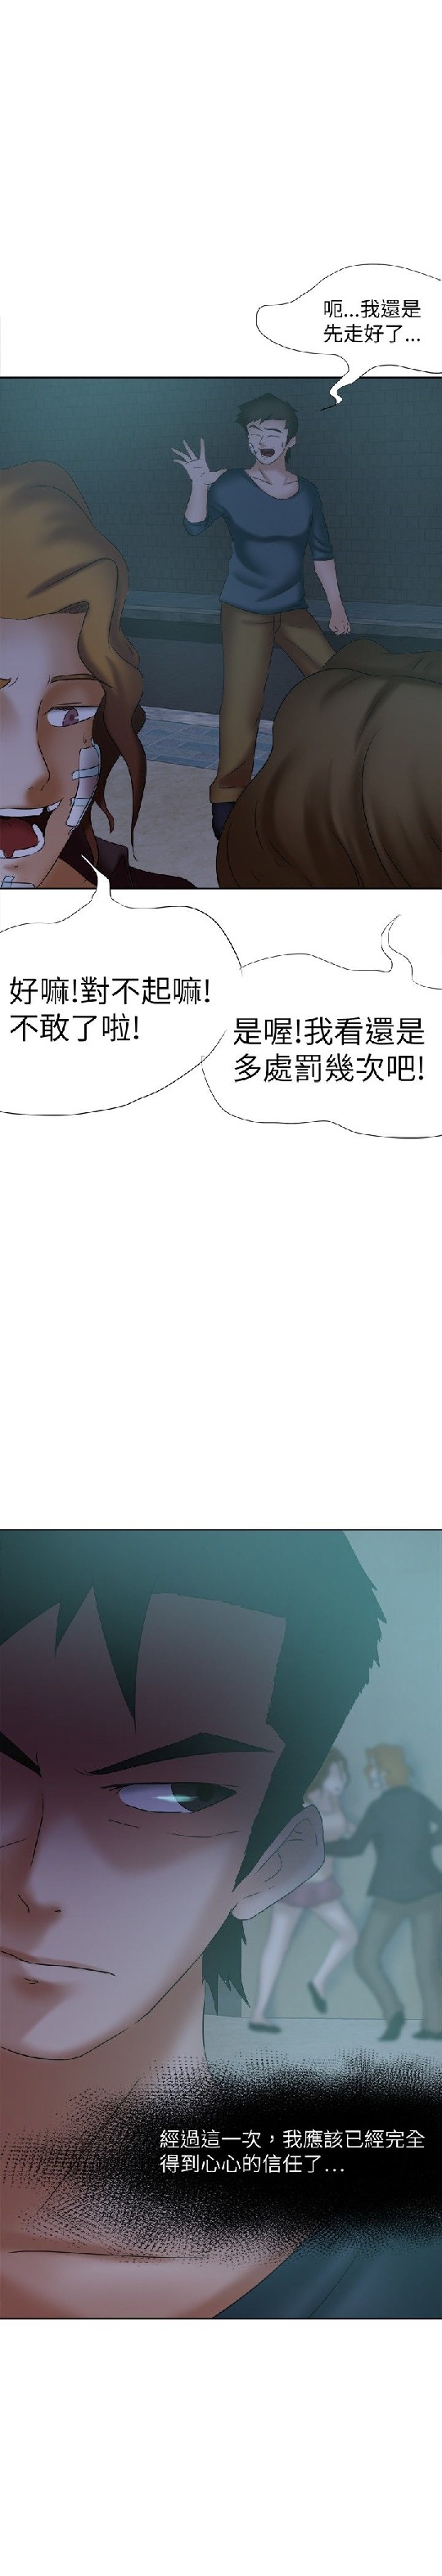 呃...我還是
先走好了...
好嘛!對不起嘛!
不敢了啦!
是喔!我看還是
多處罰幾次吧!
經過這一次，我應該已經完全
得到心心的信任了...